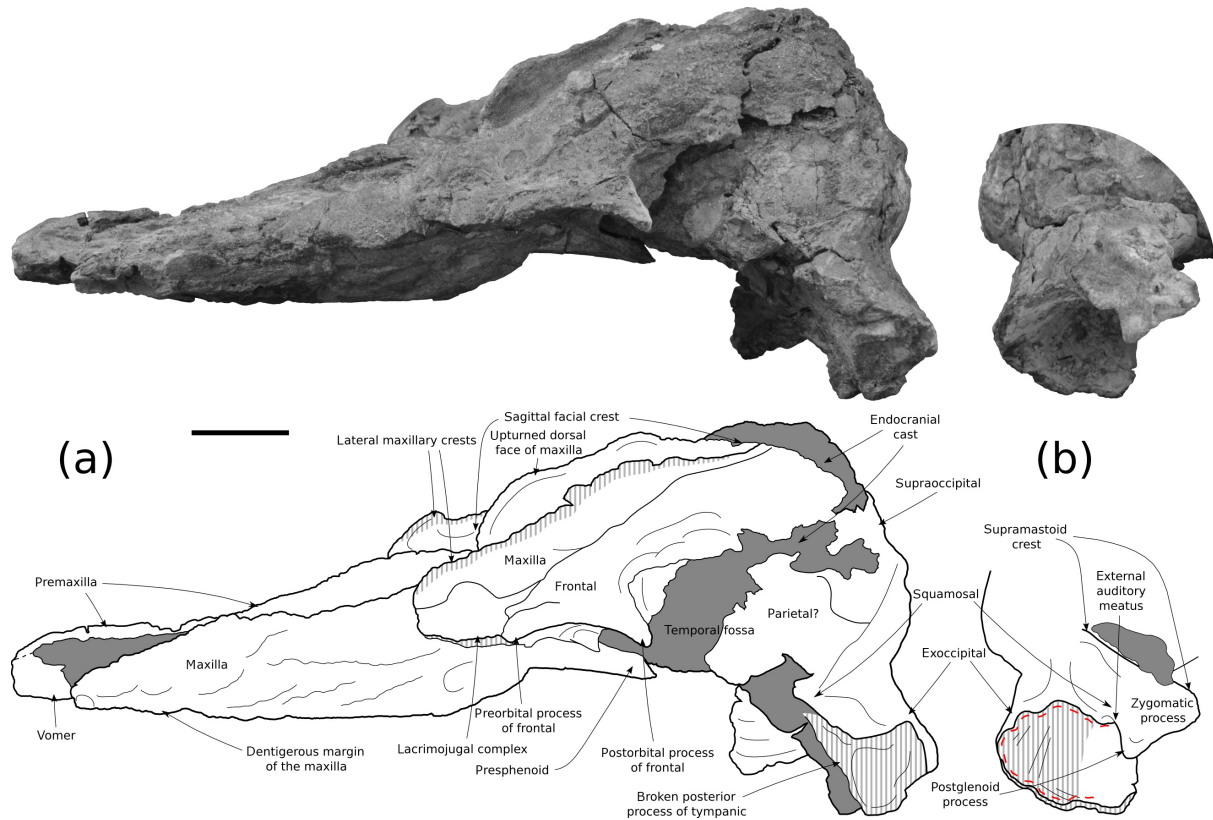 (a)
(b)
Sagittal facial crest
Lateral maxillary crests
Upturned dorsal
face of maxilla
Endocranial
cast
Supraoccipital
Supramastoid
crest
External
auditory
meatus
Premaxilla
Maxilla
Frontal
Squamosal
Parietal?
Temporal fossa
Maxilla
Exoccipital
Zygomatic
process
Vomer
Preorbital process
of frontal
Dentigerous margin
of the maxilla
Lacrimojugal complex
Presphenoid
Postorbital process
of frontal
Broken posterior
process of tympanic
Postglenoid
process